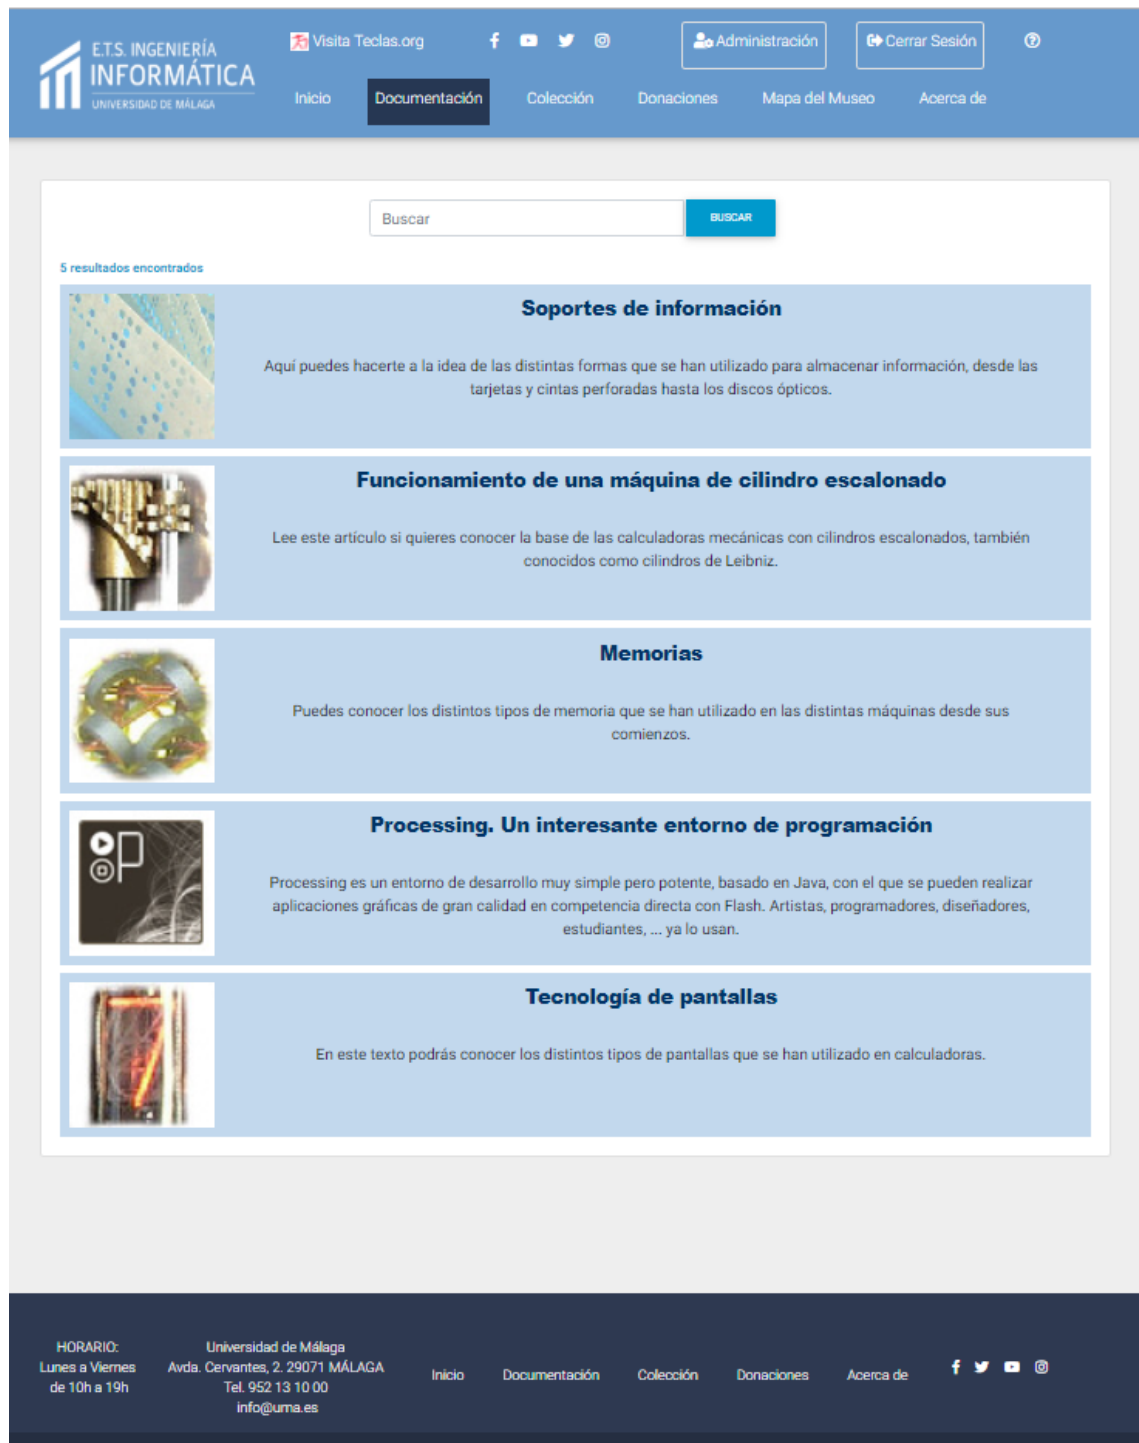 E.T.S. INGENIERÍA
INFORMÁTICA
UNIVERSIDAD DE MÁLAGA
Visita Teclas.org
Administración
Cerrar Sesión
Inicio
Documentación
Colección
Donaciones
Mapa del Museo
Acerca de
Buscar
BUSCAR
5 resultados encontrados
Soportes de información
Aquí puedes hacerte a la idea de las distintas formas que se han utilizado para almacenar información, desde las
tarjetas y cintas perforadas hasta los discos ópticos.
Funcionamiento de una máquina de cilindro escalonado
Lee este artículo si quieres conocer la base de las calculadoras mecánicas con cilindros escalonados, también
conocidos como cilindros de Leibniz.
Memorias
Puedes conocer los distintos tipos de memoria que se han utilizado en las distintas máquinas desde sus
comienzos.
Processing. Un interesante entorno de programación
Processing es un entorno de desarrollo muy simple pero potente, basado en Java, con el que se pueden realizar
aplicaciones gráficas de gran calidad en competencia directa con Flash. Artistas, programadores, diseñadores,
estudiantes, ... ya lo usan.
Tecnología de pantallas
En este texto podrás conocer los distintos tipos de pantallas que se han utilizado en calculadoras.
HORARIO:
Lunes a Viernes
de 10h a 19h
Universidad de Málaga
Avda. Cervantes, 2. 29071 MÁLAGA
Tel. 952 13 10 00
info@uma.es
Inicio
Documentación
Colección
Donaciones
Acerca de